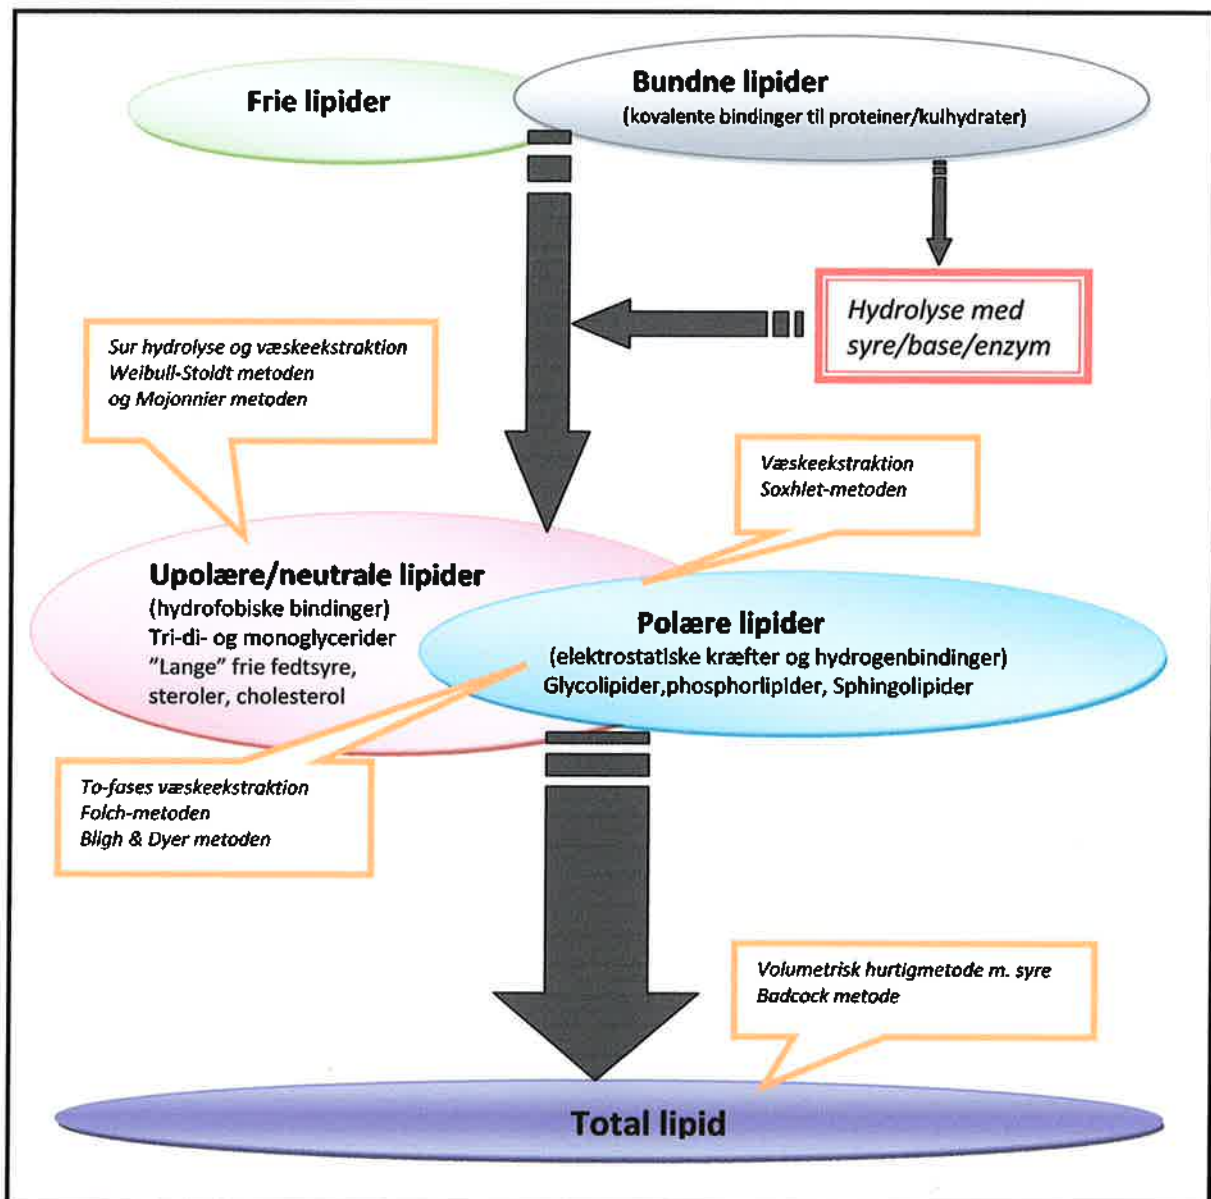 Frie lipider
Bundne lipider
(kovalente bindinger til proteiner/kulhydrater)
Hydrolyse med
syre/base/enzym
Sur hydrolyse og væskeekstraktion
Weibull-Stoldt metoden
og Mojonnier metoden
Væskeekstraktion
Soxhlet-metoden
Upolære/neutrale lipider
(hydrofobiske bindinger)
Tri-di- og monoglycerider
"Lange" frie fedtsyre,
steroler, cholesterol
Polære lipider
(elektrostatiske kræfter og hydrogenbindinger)
Glycolipider,phosphorlipider, Sphingolipider
To-fases væskeekstraktion
Folch-metoden
Bligh & Dyer metoden
Volumetrisk hurtigmetode m. syre
Badcock metode
Total lipid